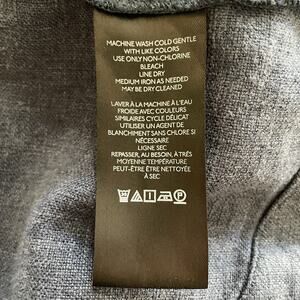 MACHINE WASH COLD GENTLE
WITH LIKE COLORS
USE ONLY NON-CHLORINE
BLEACH
LINE DRY
MEDIUM IRON AS NEEDED
MAY BE DRY CLEANED
LAVER À LA MACHINE À L'EAU
FROIDE AVEC COULEURS
SIMILAIRES CYCLE DÉLICAT
UTILISER UN AGENT DE
BLANCHIMENT SANS CHLORE SI
NÉCESSAIRE
LIGNE SEC
REPASSER, AU BESOIN, À TRÈS
MOYENNE TEMPÉRATURE
PEUT-ÊTRE ÊTRE NETTOYÉE
À SEC